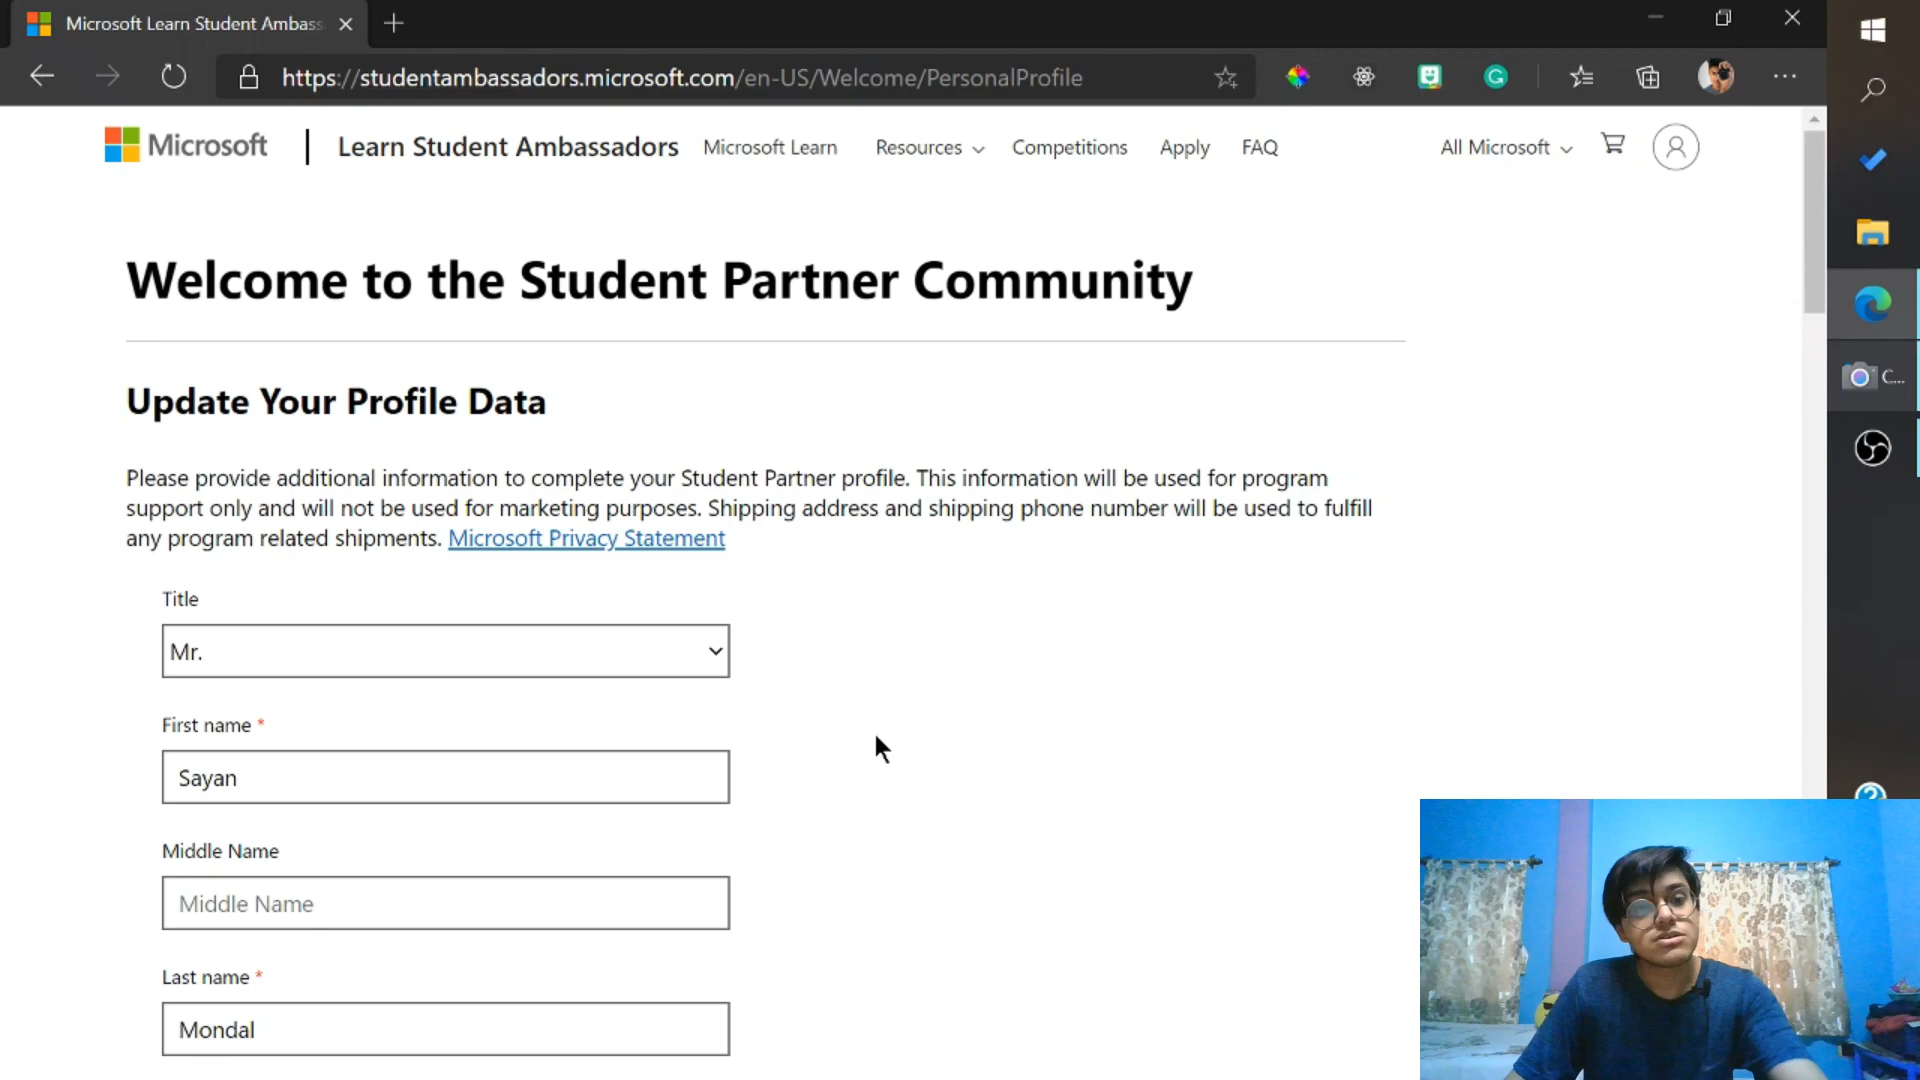 Microsoft Learn Student Ambass
https://studentambassadors.microsoft.com/en-US/Welcome/PersonalProfile
Microsoft
Learn Student Ambassadors
Microsoft Learn
Resources
Competitions
Apply
FAQ
All Microsoft
Welcome to the Student Partner Community
Update Your Profile Data
Please provide additional information to complete your Student Partner profile. This information will be used for program
support only and will not be used for marketing purposes. Shipping address and shipping phone number will be used to fulfill
any program related shipments. Microsoft Privacy Statement
Title
Mr.
First name *
Sayan
Middle Name
Middle Name
Last name *
Mondal
C...